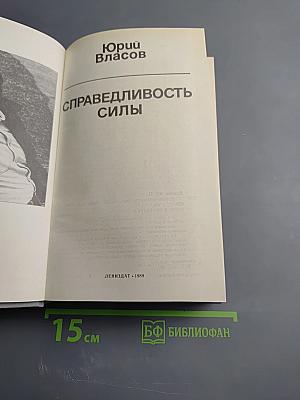 Юрий
Власов
СПРАВЕДЛИВОСТЬ
СИЛЫ
ЛЕНИЗДАТ • 1989
15 см
БФ БИБЛИОФАН